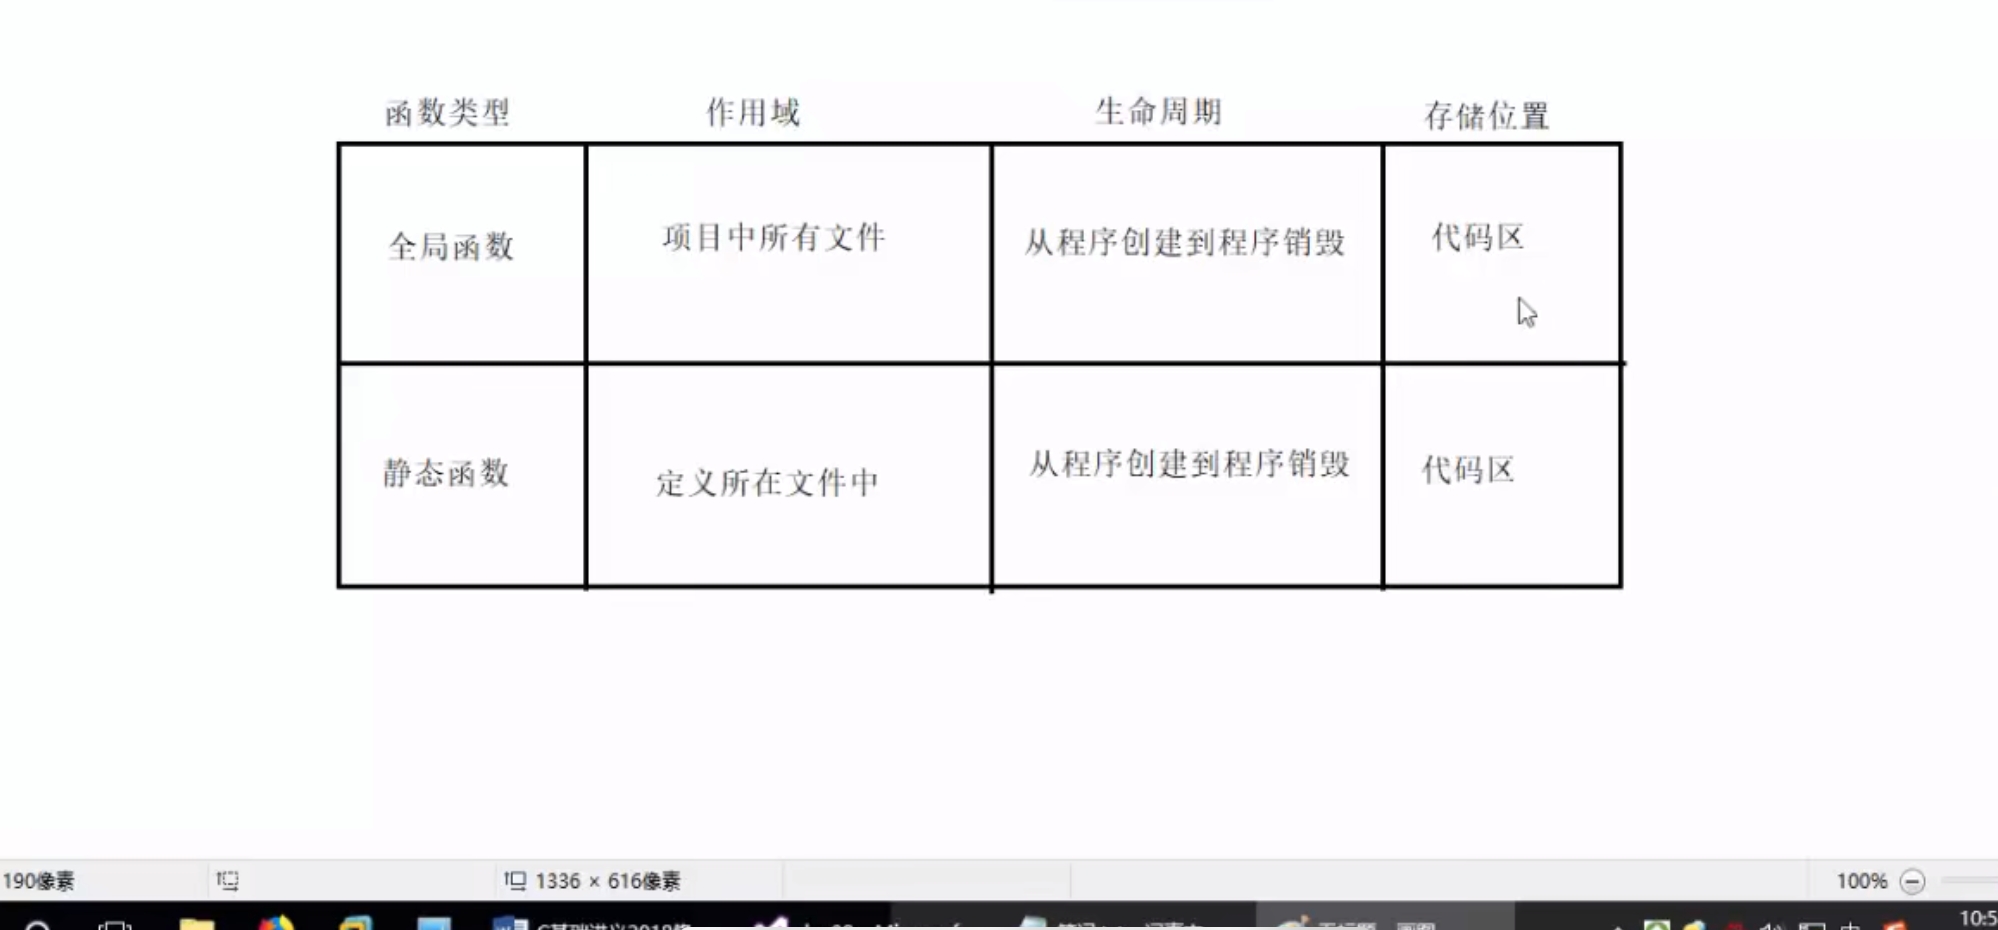 函数类型 作用域 生命周期 存储位置
全局函数 项目中所有文件 从程序创建到程序销毁 代码区
静态函数 定义所在文件中 从程序创建到程序销毁 代码区
190像素 1336 × 616像素 100%